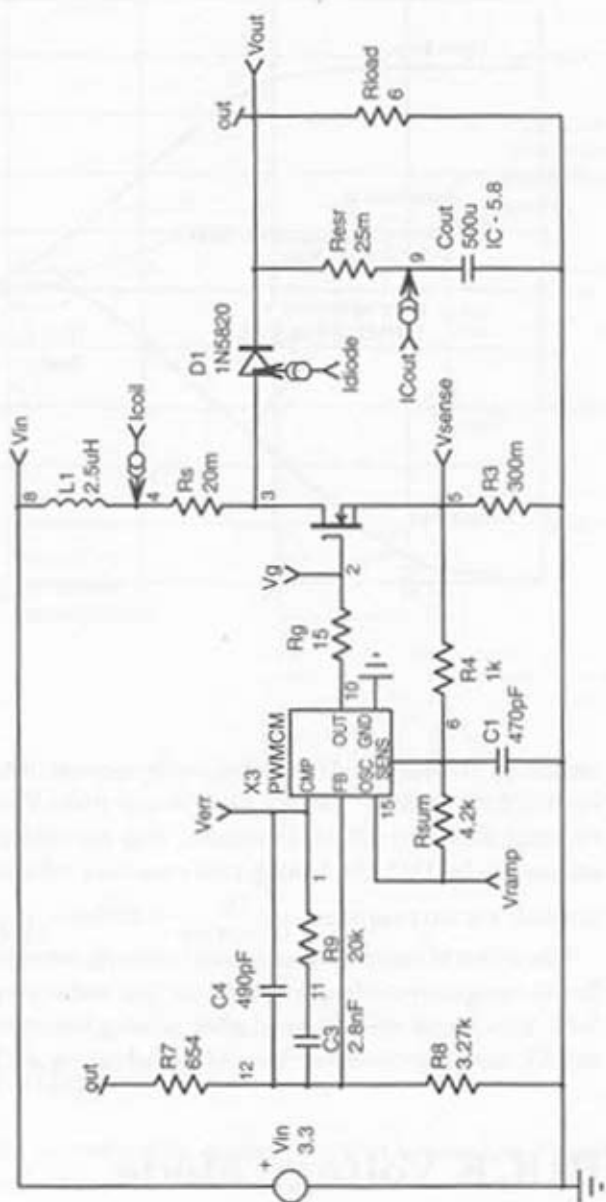 Vin
8
L1
2.5uH
Icoil
4
Rs
20m
3
D1
1N5820
Idiode
out
Vout
Resr
25m
9
ICout
Cout
500u
IC - 5.8
Rload
6
Vg
2
Rg
15
10
X3
PWMCM
CMP
FB
OUT
OSC
GND
SENS
15
Verr
1
C4
490pF
R9
20k
11
C3
2.8nF
12
out
R7
654
R8
3.27k
+
Vin
3.3
Vramp
Rsum
4.2k
6
R4
1k
C1
470pF
Vsense
5
R3
300m